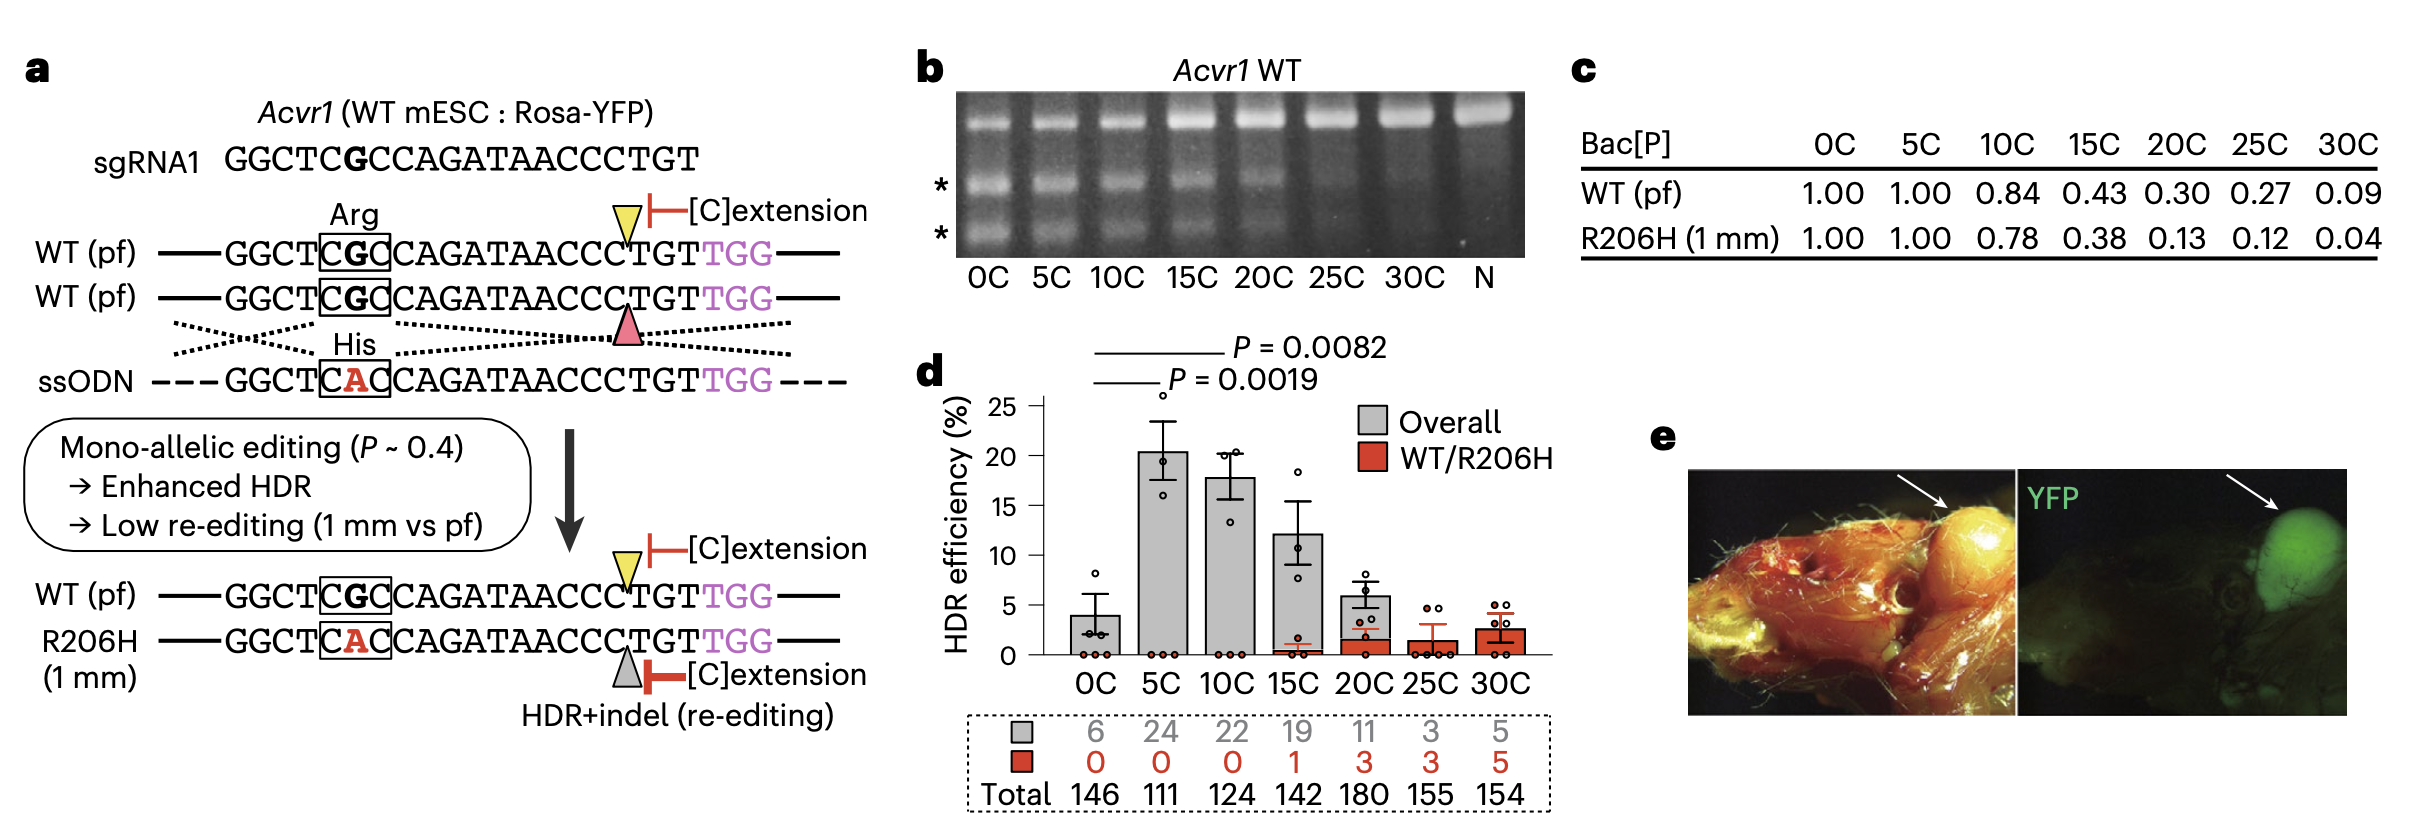 a
Acvr1 (WT mESC : Rosa-YFP)
sgRNA1 GGCTCGCCAGATAACCCTGT
[C]extension
Arg
WT (pf) GGCTCGCCAGATAACCCTGTTGG
WT (pf) GGCTCGCCAGATAACCCTGTTGG
His
ssODN GGCTCACCAGATAACCCTGTTGG
Mono-allelic editing (P ~ 0.4)
→ Enhanced HDR
→ Low re-editing (1 mm vs pf)
[C]extension
WT (pf) GGCTCGCCAGATAACCCTGTTGG
R206H GGCTCACCAGATAACCCTGTTGG
(1 mm)
[C]extension
HDR+indel (re-editing)
b
Acvr1 WT
*
*
0C 5C 10C 15C 20C 25C 30C N
c
Bac[P] 0C 5C 10C 15C 20C 25C 30C
WT (pf) 1.00 1.00 0.84 0.43 0.30 0.27 0.09
R206H (1 mm) 1.00 1.00 0.78 0.38 0.13 0.12 0.04
d
P = 0.0082
P = 0.0019
HDR efficiency (%)
25
20
15
10
5
0
Overall
WT/R206H
0C 5C 10C 15C 20C 25C 30C
6 24 22 19 11 3 5
0 0 0 1 3 3 5
Total 146 111 124 142 180 155 154
e
YFP